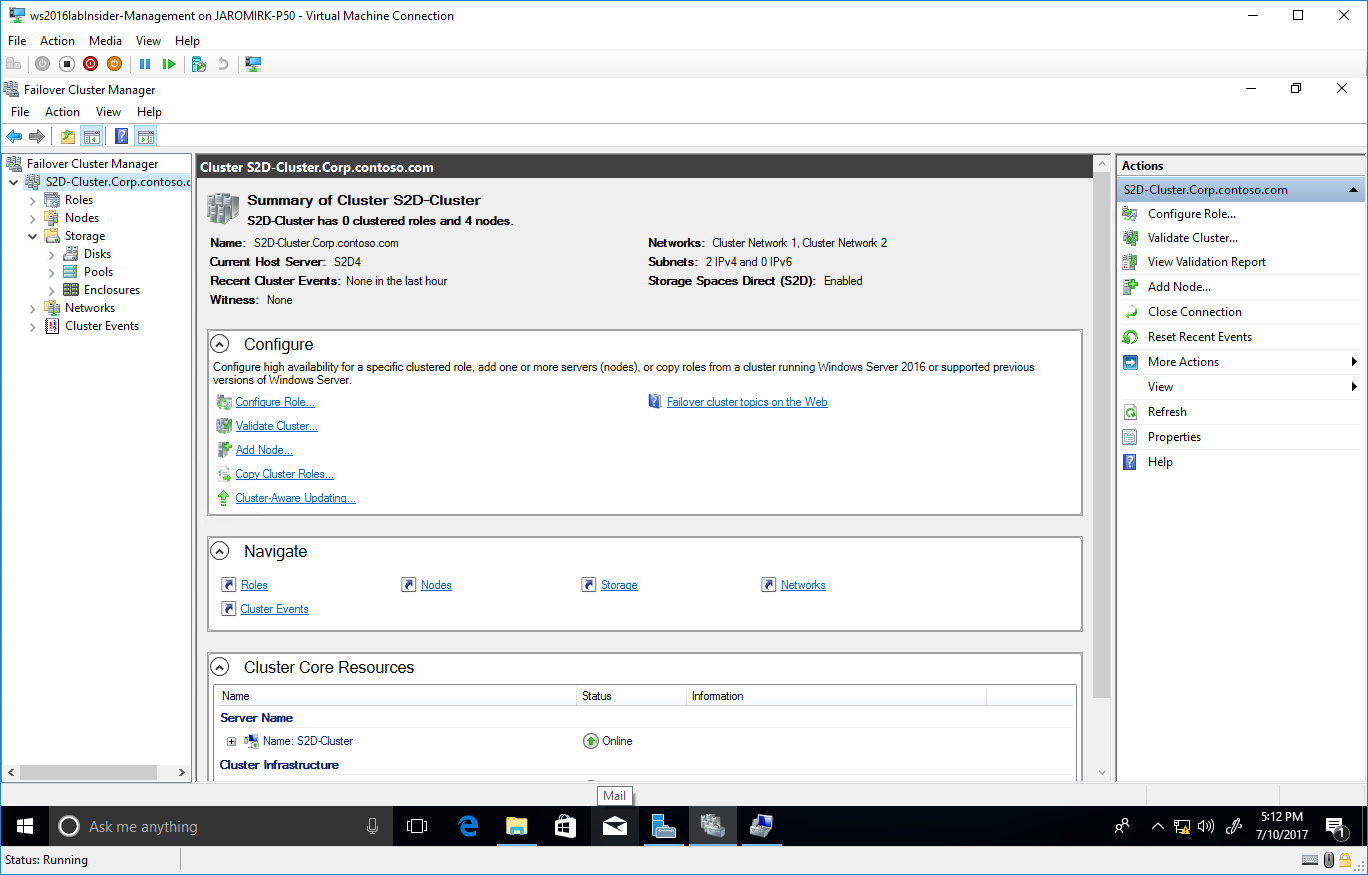 ws2016labInsider-Management on JAROMIRK-P50 - Virtual Machine Connection
File Action Media View Help
Failover Cluster Manager
File Action View Help
Failover Cluster Manager
S2D-Cluster.Corp.contoso.c
Roles
Nodes
Storage
Disks
Pools
Enclosures
Networks
Cluster Events
Cluster S2D-Cluster.Corp.contoso.com
Summary of Cluster S2D-Cluster
S2D-Cluster has 0 clustered roles and 4 nodes.
Name: S2D-Cluster.Corp.contoso.com
Networks: Cluster Network 1, Cluster Network 2
Current Host Server: S2D4
Subnets: 2 IPv4 and 0 IPv6
Recent Cluster Events: None in the last hour
Storage Spaces Direct (S2D): Enabled
Witness: None
Configure
Configure high availability for a specific clustered role, add one or more servers (nodes), or copy roles from a cluster running Windows Server 2016 or supported previous
versions of Windows Server.
Configure Role...
Failover cluster topics on the Web
Validate Cluster...
Add Node...
Copy Cluster Roles...
Cluster-Aware Updating...
Navigate
Roles Nodes Storage Networks
Cluster Events
Cluster Core Resources
Name Status Information
Server Name
Name: S2D-Cluster Online
Cluster Infrastructure
Actions
S2D-Cluster.Corp.contoso.com
Configure Role...
Validate Cluster...
View Validation Report
Add Node...
Close Connection
Reset Recent Events
More Actions
View
Refresh
Properties
Help
Mail
Ask me anything
5:12 PM
7/10/2017
1
Status: Running